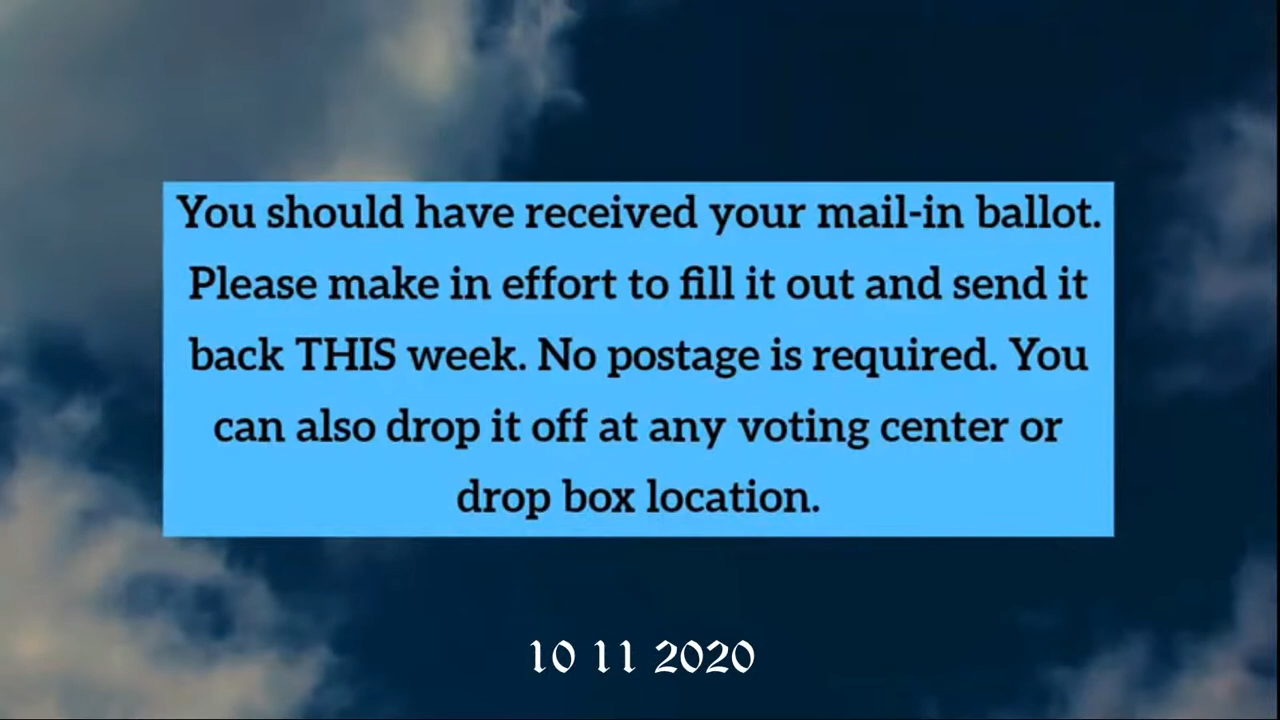 You should have received your mail-in ballot.
Please make in effort to fill it out and send it
back THIS week. No postage is required. You
can also drop it off at any voting center or
drop box location.
10 11 2020